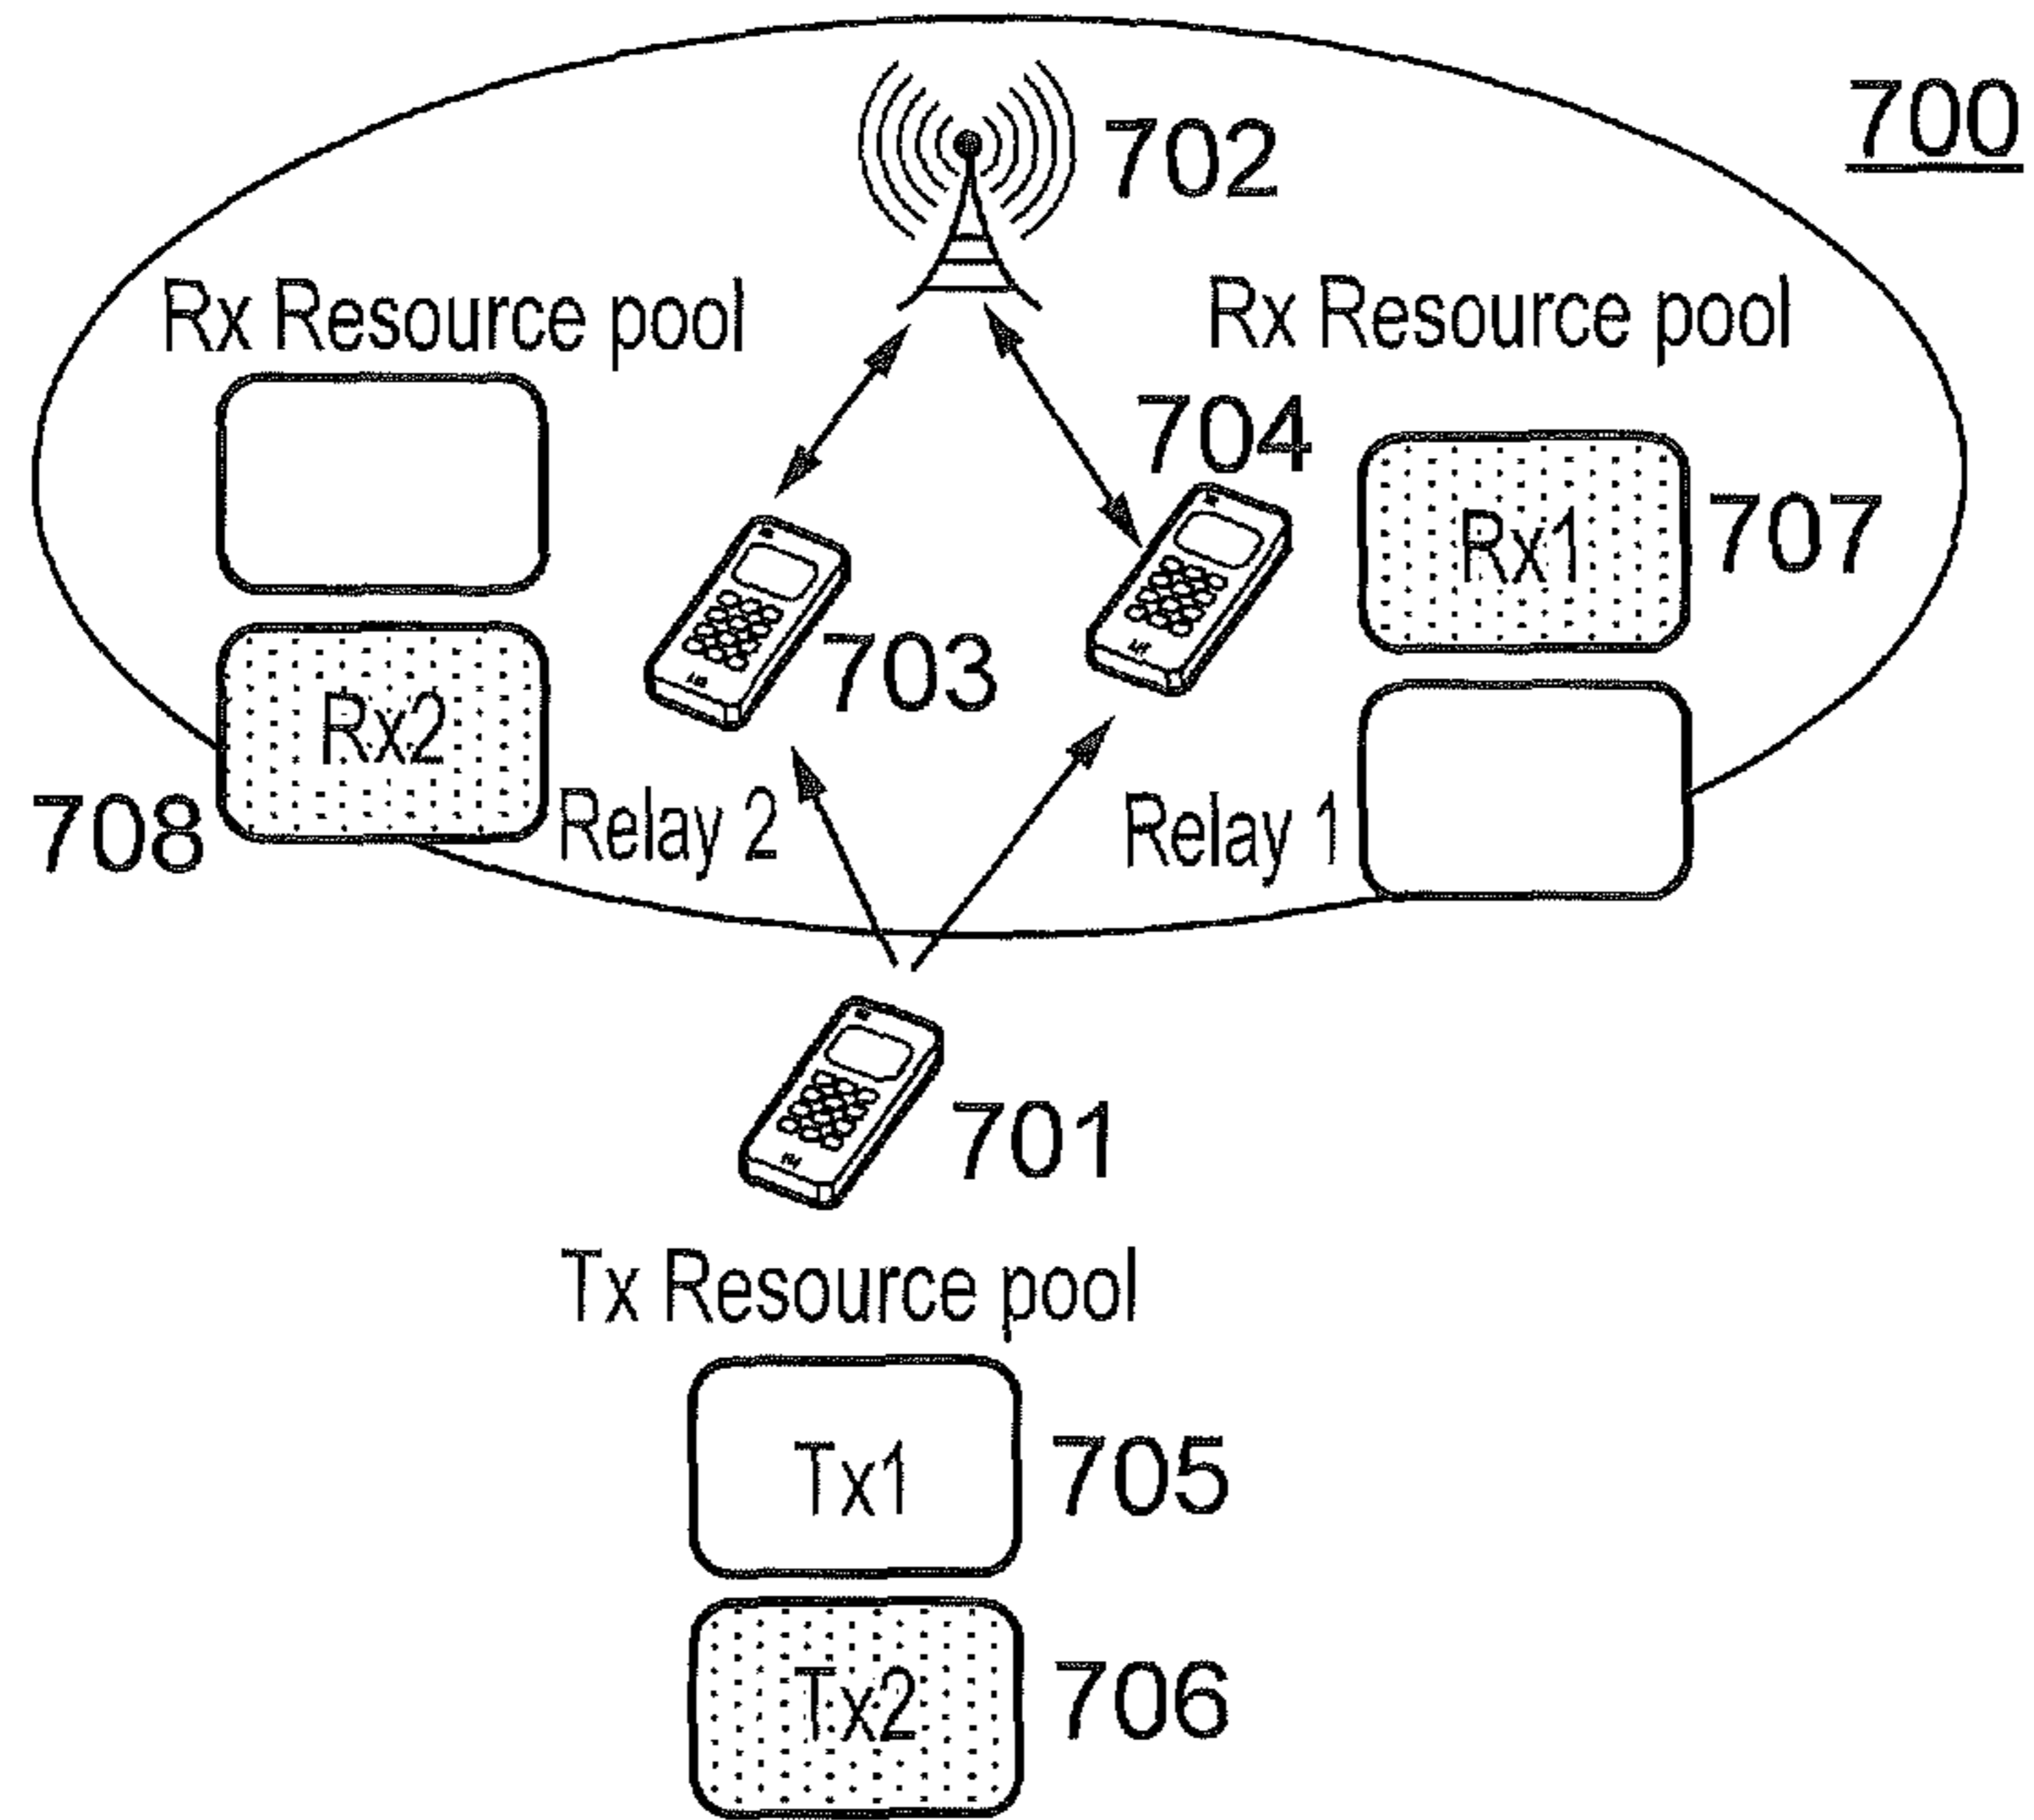 700
702
Rx Resource pool
Rx Resource pool
704
Rx1
707
703
Rx2
708
Relay 2
Relay 1
701
Tx Resource pool
Tx1
705
Tx2
706